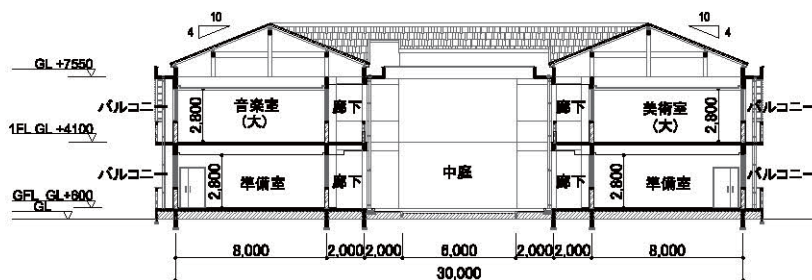 10
4
10
4
GL +7550
バルコニー
音楽室
(大)
2,800
廊下
廊下
美術室
(大)
2,800
バルコニー
1FL GL +4100
バルコニー
準備室
2,800
廊下
中庭
廊下
2,800
準備室
バルコニー
GFL GL+600
GL
8,000
2,000
2,000
6,000
2,000
2,000
8,000
30,000